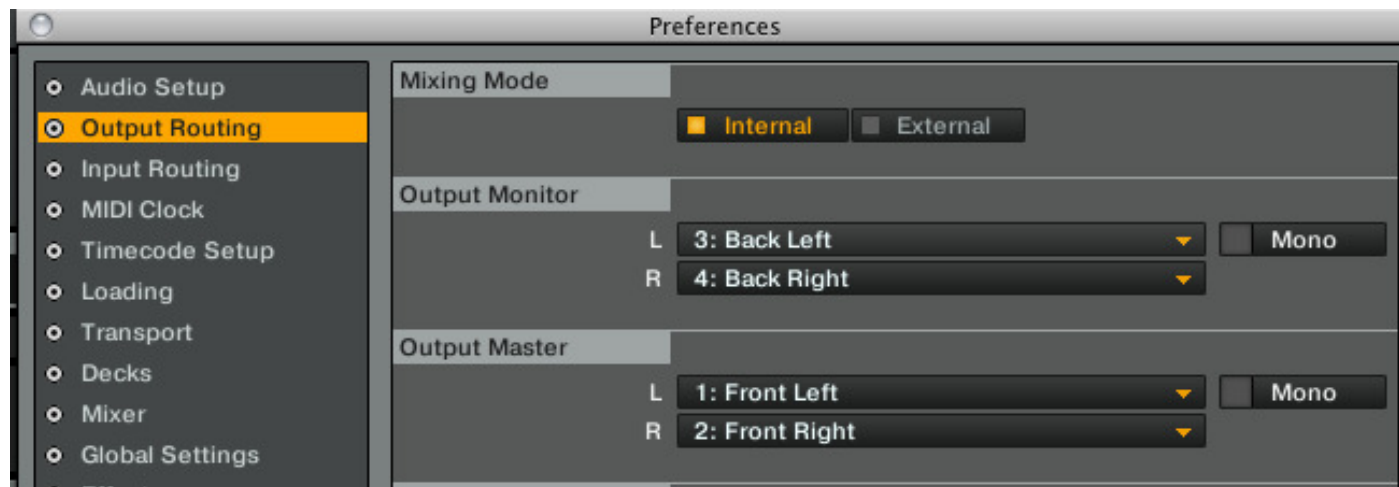 Preferences
Audio Setup
Output Routing
Input Routing
MIDI Clock
Timecode Setup
Loading
Transport
Decks
Mixer
Global Settings
Mixing Mode
Internal External
Output Monitor
L 3: Back Left Mono
R 4: Back Right
Output Master
L 1: Front Left Mono
R 2: Front Right